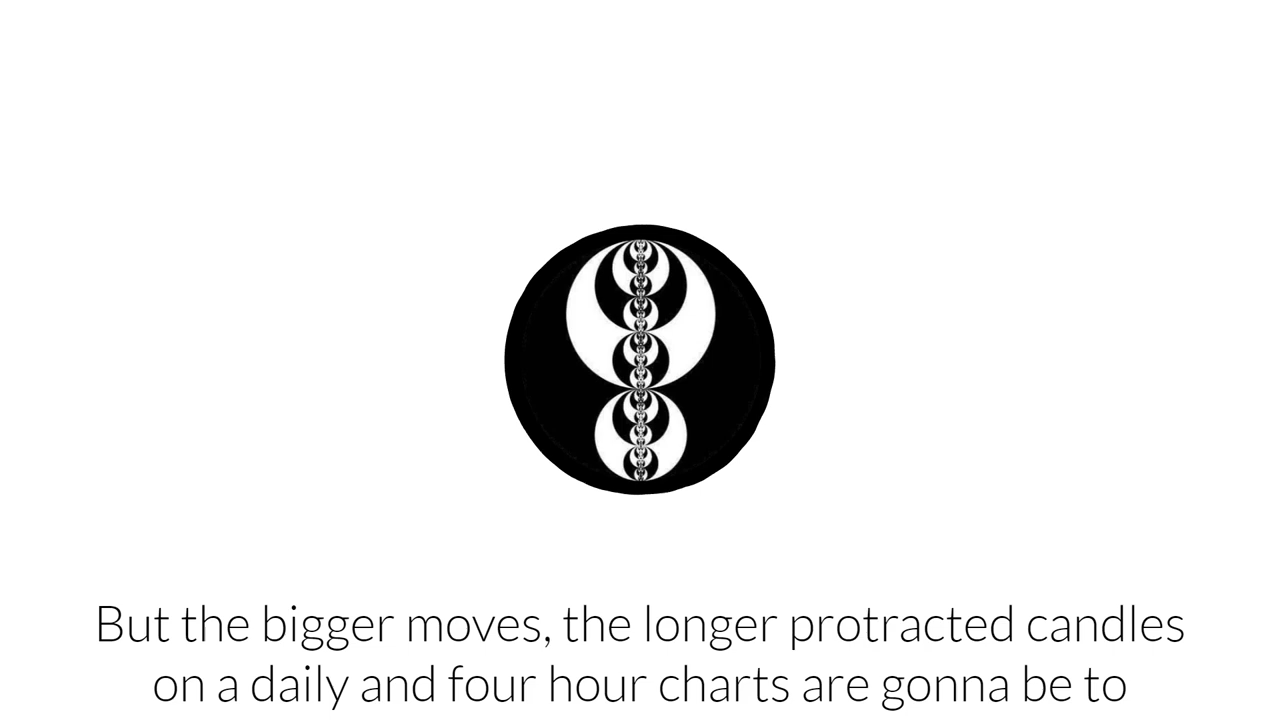 But the bigger moves, the longer protracted candles
on a daily and four hour charts are gonna be to